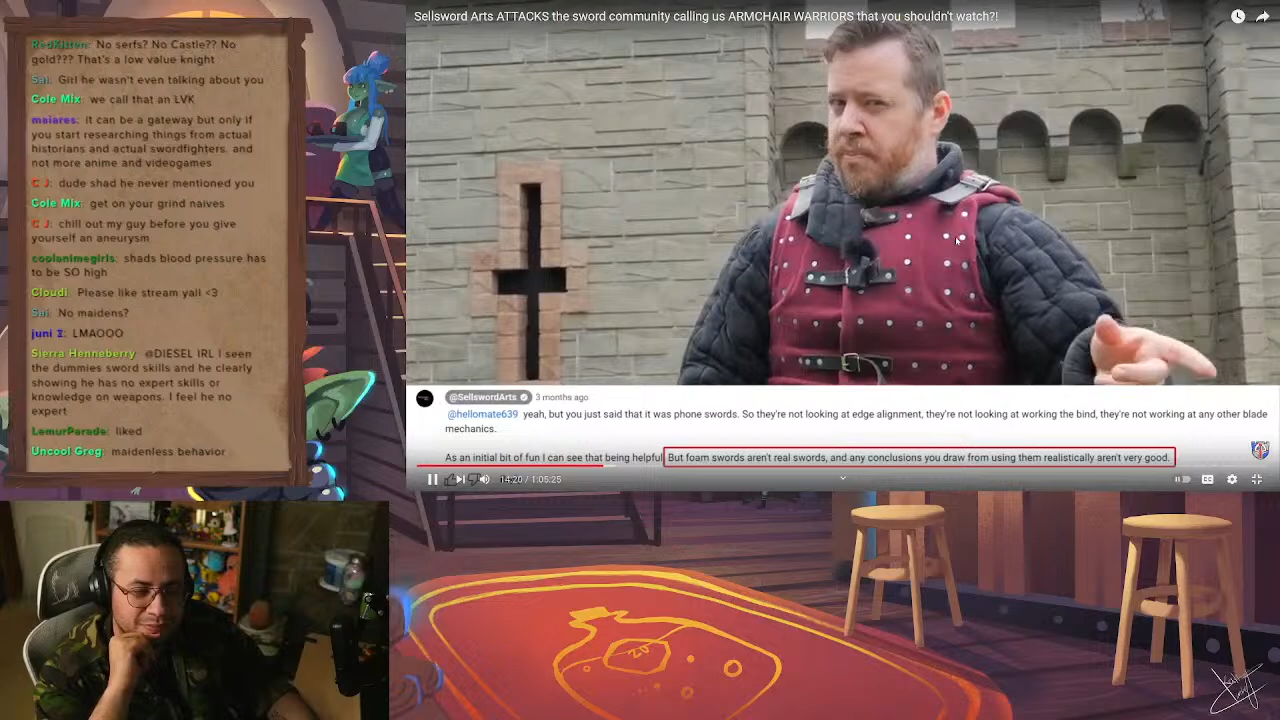 RedKitten: No serfs? No Castle?? No
gold??? That's a low value knight
Sai: Girl he wasn't even talking about you
Cole Mix: we call that an LVK
maiares: it can be a gateway but only if
you start researching things from actual
historians and actual swordfighters. and
not more anime and videogames
C J: dude shad he never mentioned you
Cole Mix: get on your grind naives
C J: chill out my guy before you give
yourself an aneurysm
coolanimegirls: shads blood pressure has
to be SO high
Cloudi: Please like stream yall <3
Sai: No maidens?
juni Σ: LMAOOO
Sierra Henneberry @DIESEL IRL I seen
the dummies sword skills and he clearly
showing he has no expert skills or
knowledge on weapons. I feel he no
expert
LemurParade: liked
Uncool Greg: maidenless behavior
Sellsword Arts ATTACKS the sword community calling us ARMCHAIR WARRIORS that you shouldn't watch?!
@SellswordArts 3 months ago
@hellomate639 yeah, but you just said that it was phone swords. So they're not looking at edge alignment, they're not looking at working the bind, they're not working at any other blade
mechanics.
As an initial bit of fun I can see that being helpful. But foam swords aren't real swords, and any conclusions you draw from using them realistically aren't very good.
14:20 / 1:05:25
CC
20